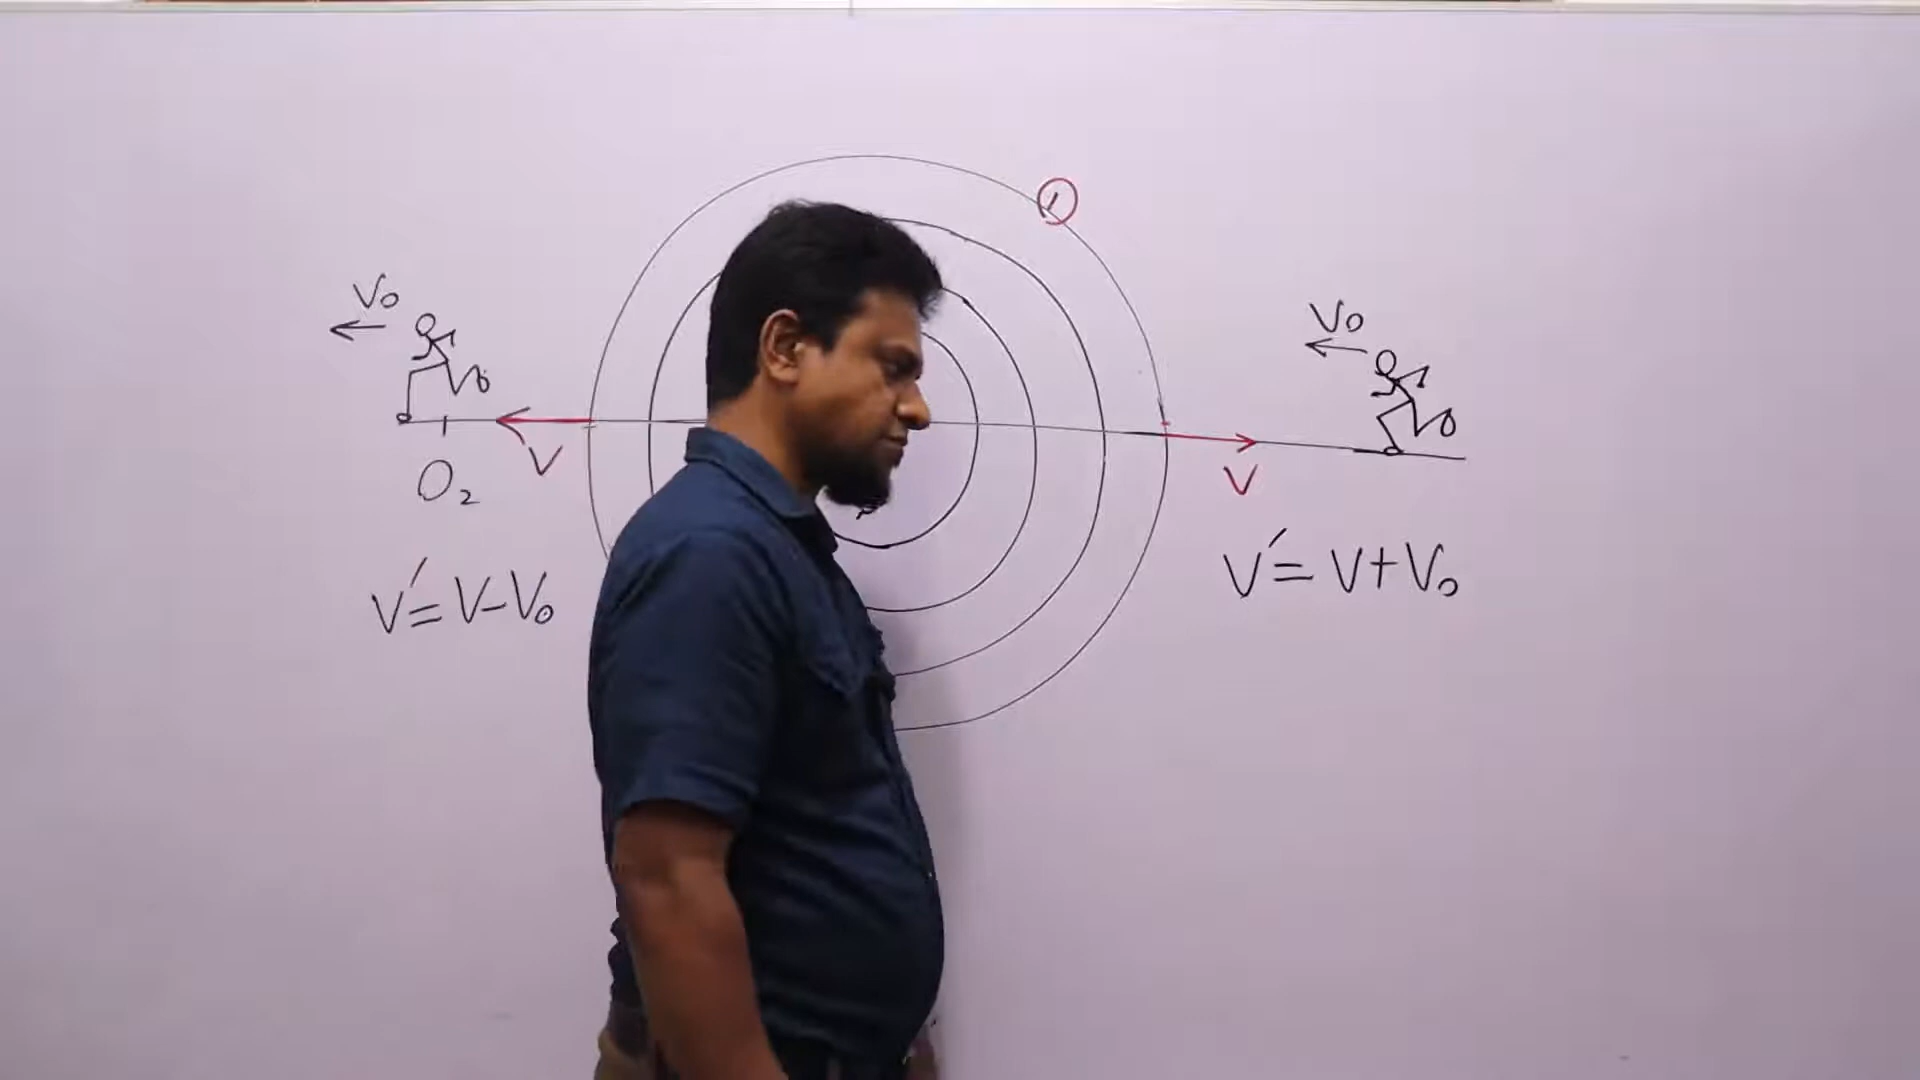 1
V₀
V₀
V
V
O₂
V′ = V – V₀
V′ = V + V₀